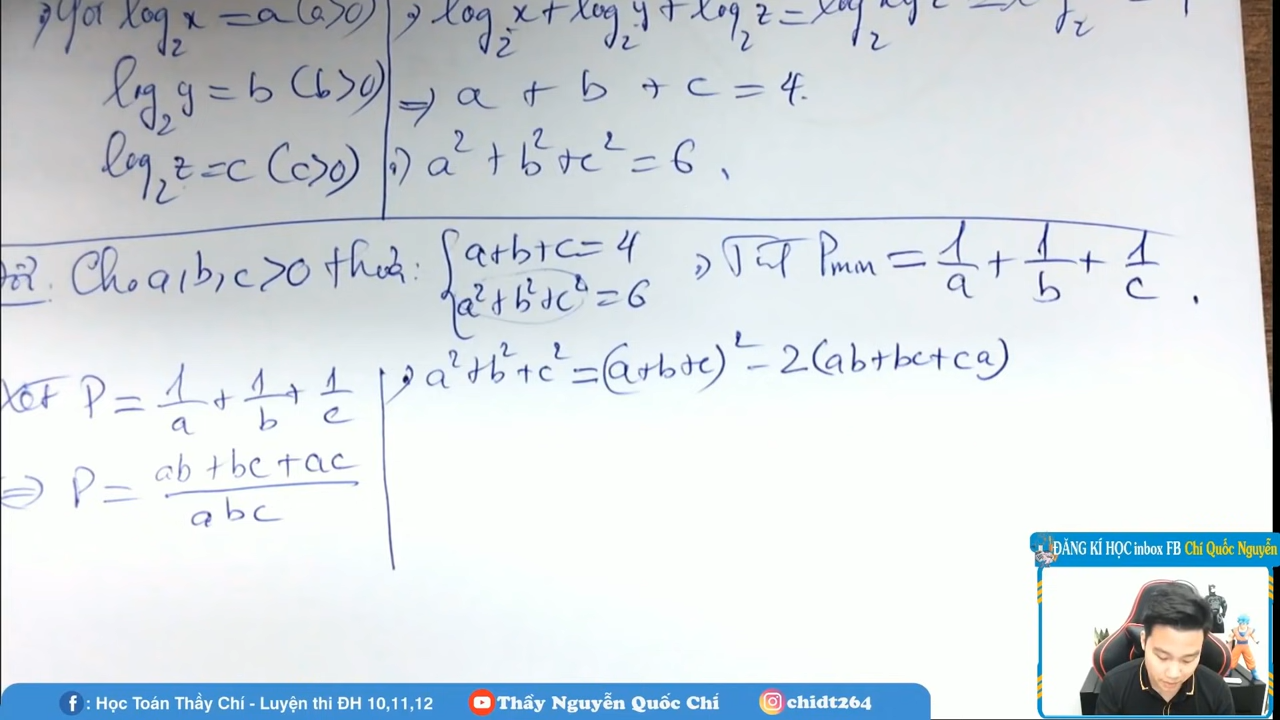 log₂x = a (a>0) log₂x + log₂y + log₂z =
log₂y = b (b>0) ⇒ a + b + c = 4.
log₂z = c (c>0) a² + b² + c² = 6.
Cho a, b, c > 0 thỏa: { a+b+c = 4 Tìm Pmin = 1/a + 1/b + 1/c.
a²+b²+c² = 6
Xét P = 1/a + 1/b + 1/c a²+b²+c² = (a+b+c)² - 2(ab+bc+ca)
⇒ P = (ab+bc+ac)/abc
ĐĂNG KÍ HỌC inbox FB Chí Quốc Nguyễn
: Học Toán Thầy Chí - Luyện thi ĐH 10,11,12 Thầy Nguyễn Quốc Chí chidt264